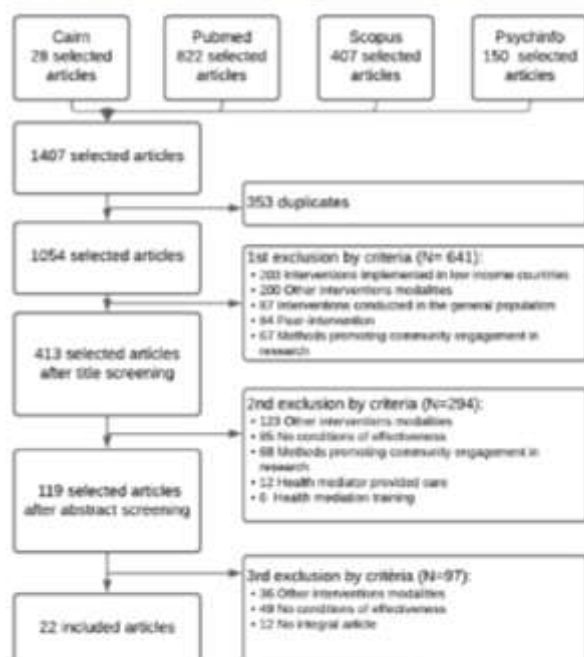 Cairn
28 selected
articles
Pubmed
822 selected
articles
Scopus
407 selected
articles
Psychinfo
150 selected
articles
1407 selected articles
353 duplicates
1054 selected articles
1st exclusion by criteria (N= 641):
• 203 Interventions implemented in low income countries
• 200 Other interventions modalities
• 87 Interventions conducted in the general population
• 84 Peer-intervention
• 67 Methods promoting community engagement in
research
413 selected articles
after title screening
2nd exclusion by criteria (N=294):
• 123 Other interventions modalities
• 85 No conditions of effectiveness
• 68 Methods promoting community engagement in
research
• 12 Health mediator provided care
• 6 Health mediation training
119 selected articles
after abstract screening
3rd exclusion by critéria (N=97):
• 36 Other interventions modalities
• 49 No conditions of effectiveness
• 12 No integral article
22 included articles